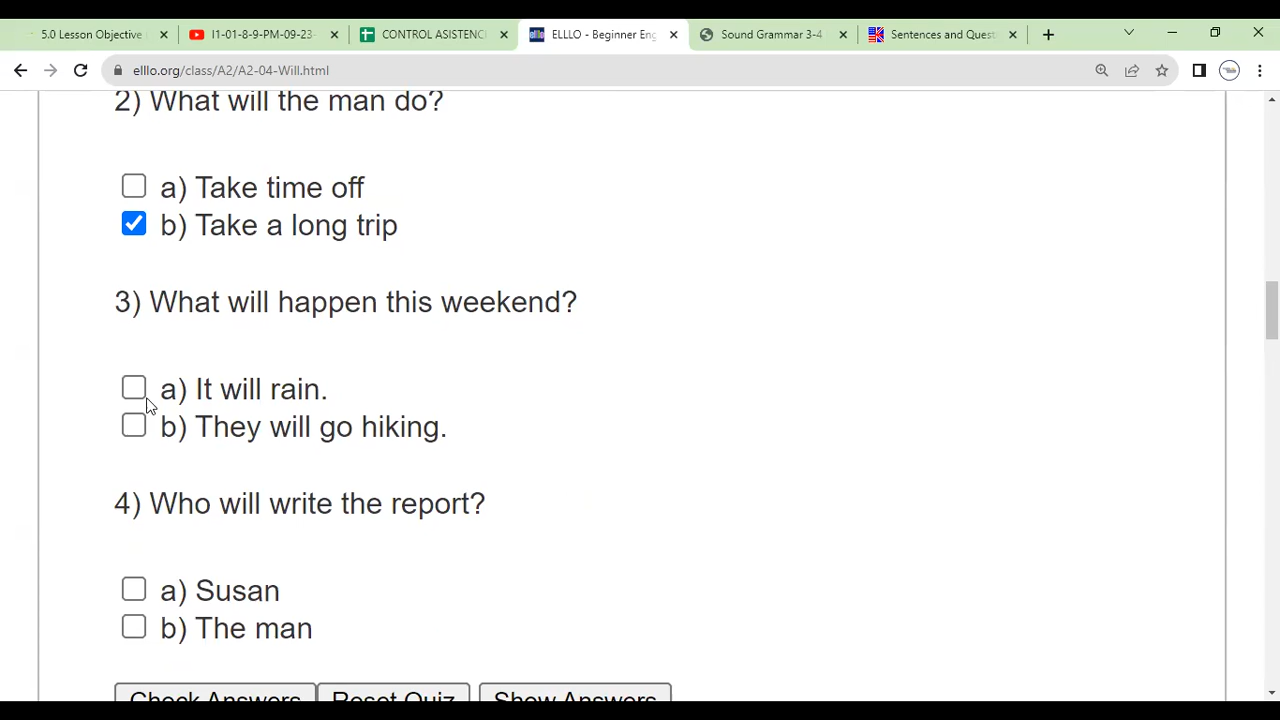 5.0 Lesson Objective
I1-01-8-9-PM-09-23-
CONTROL ASISTENC
ELLLO - Beginner Eng
Sound Grammar 3-4
Sentences and Quest
elllo.org/class/A2/A2-04-Will.html
2) What will the man do?
a) Take time off
b) Take a long trip
3) What will happen this weekend?
a) It will rain.
b) They will go hiking.
4) Who will write the report?
a) Susan
b) The man
Check Answers Reset Quiz Show Answers